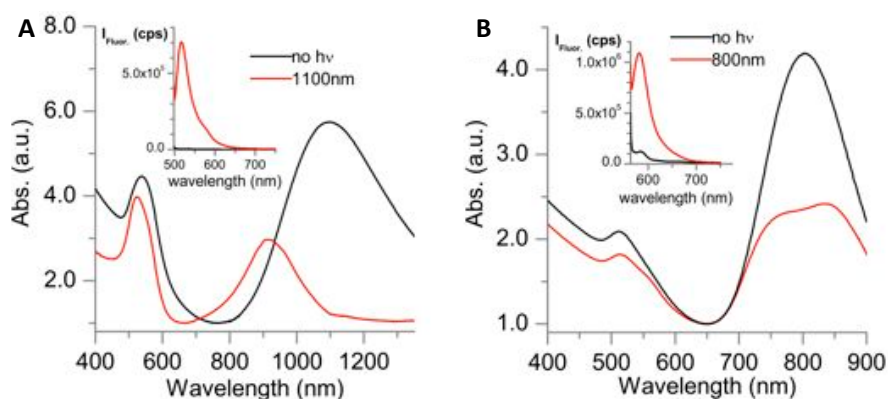 A
8.0
6.0
4.0
2.0
Abs. (a.u.)
400 600 800 1000 1200
Wavelength (nm)
I Fluor. (cps)
5.0x10⁵
0.0
500 600 700
wavelength (nm)
no hν
1100nm
B
4.0
3.0
2.0
1.0
Abs. (a.u.)
400 500 600 700 800 900
Wavelength (nm)
I Fluor. (cps)
1.0x10⁶
5.0x10⁵
0.0
600 700
wavelength (nm)
no hν
800nm